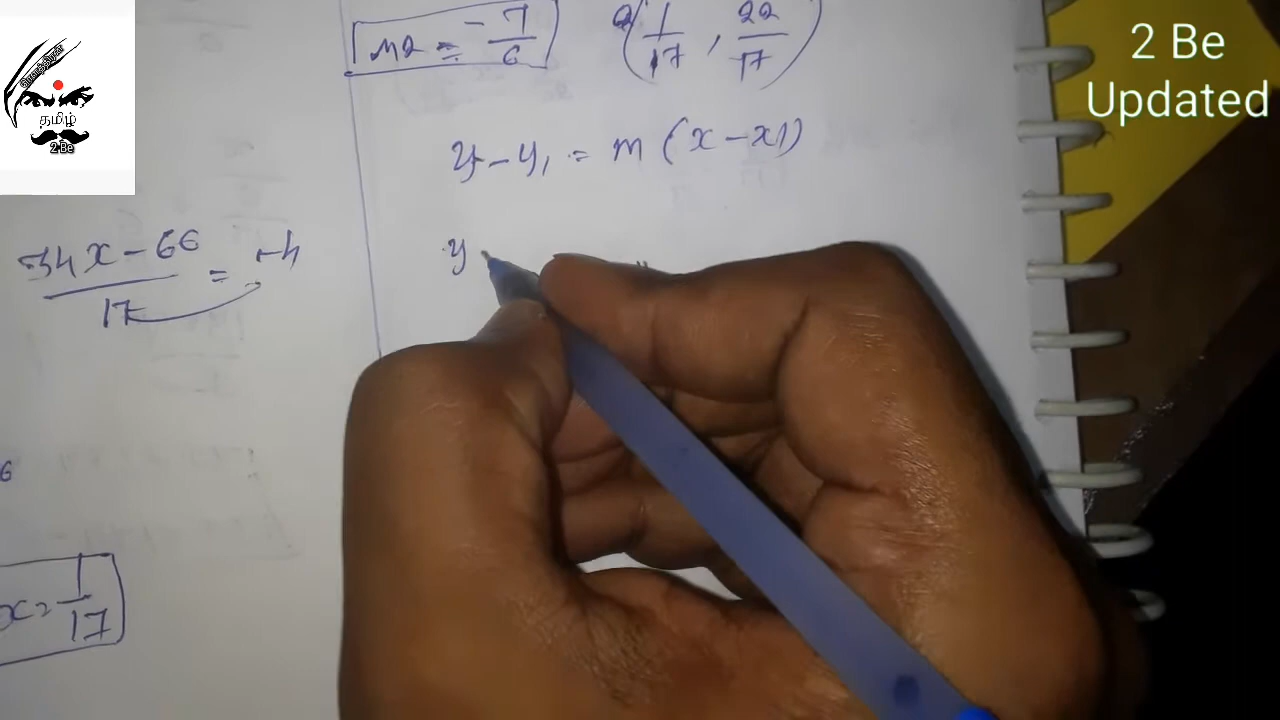 2 Be
Updated
தமிழ்
2 Be
m2 = -7/6
(1/17, 22/17)
y - y1 = m (x - x1)
y
34x - 66 / 17 = -4
6
x = 1/17